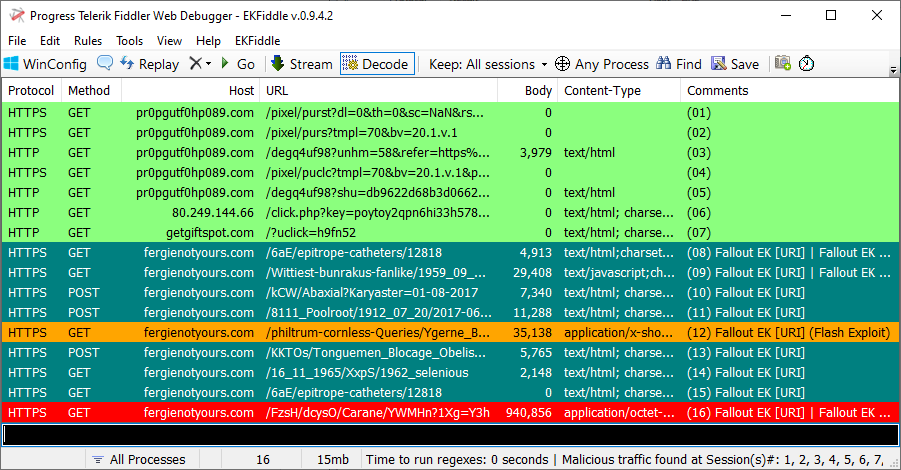 Progress Telerik Fiddler Web Debugger - EKFiddle v.0.9.4.2
File Edit Rules Tools View Help EKFiddle
WinConfig Replay Go Stream Decode Keep: All sessions Any Process Find Save
Protocol Method Host URL Body Content-Type Comments
HTTPS GET pr0pgutf0hp089.com /pixel/purst?dl=0&th=0&sc=NaN&rs... 0 (01)
HTTPS GET pr0pgutf0hp089.com /pixel/purs?tmpl=70&bv=20.1.v.1 0 (02)
HTTP GET pr0pgutf0hp089.com /degq4uf98?unhm=58&refer=https%... 3,979 text/html (03)
HTTPS GET pr0pgutf0hp089.com /pixel/puclc?tmpl=70&bv=20.1.v.1&p... 0 (04)
HTTP GET pr0pgutf0hp089.com /degq4uf98?shu=db9622d68b3d0662... 0 text/html (05)
HTTP GET 80.249.144.66 /click.php?key=poytoy2qpn6hi33h578... 0 text/html; charse... (06)
HTTP GET getgiftspot.com /?uclick=h9fn52 0 text/html; charse... (07)
HTTPS GET fergienotyours.com /6aE/epitrope-catheters/12818 4,913 text/html;charset... (08) Fallout EK [URI] | Fallout EK ...
HTTPS GET fergienotyours.com /Wittiest-bunrakus-fanlike/1959_09_... 29,408 text/javascript;ch... (09) Fallout EK [URI] | Fallout EK ...
HTTPS POST fergienotyours.com /kCW/Abaxial?Karyaster=01-08-2017 7,340 text/html; charse... (10) Fallout EK [URI]
HTTPS POST fergienotyours.com /8111_Poolroot/1912_07_20/2017-06... 11,288 text/html; charse... (11) Fallout EK [URI]
HTTPS GET fergienotyours.com /philtrum-cornless-Queries/Ygerne_B... 35,138 application/x-sho... (12) Fallout EK [URI] (Flash Exploit)
HTTPS POST fergienotyours.com /KKTOs/Tonguemen_Blocage_Obelis... 5,765 text/html; charse... (13) Fallout EK [URI]
HTTPS GET fergienotyours.com /16_11_1965/XxpS/1962_selenious 2,148 text/html; charse... (14) Fallout EK [URI]
HTTPS GET fergienotyours.com /6aE/epitrope-catheters/12818 0 text/html; charse... (15) Fallout EK [URI]
HTTPS GET fergienotyours.com /FzsH/dcysO/Carane/YWMHn?1Xg=Y3h 940,856 application/octet-... (16) Fallout EK [URI] | Fallout EK ...
All Processes 16 15mb Time to run regexes: 0 seconds | Malicious traffic found at Session(s)#: 1, 2, 3, 4, 5, 6, 7,